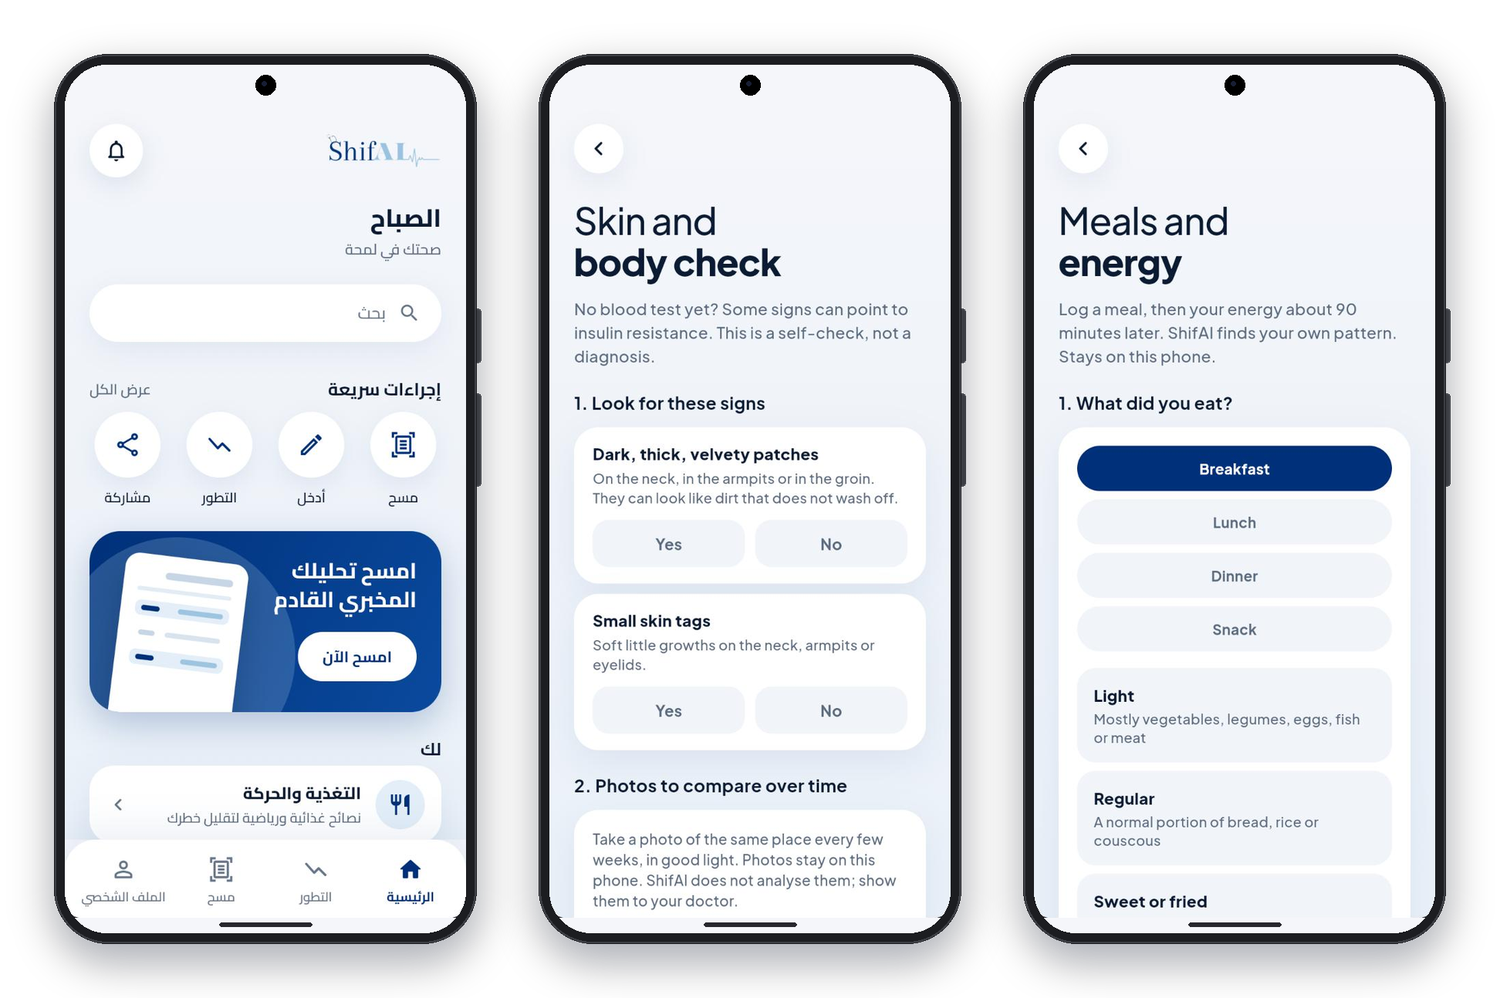 ShifAI
الصباح
صحتك في لمحة
بحث
إجراءات سريعة
عرض الكل
مسح
أدخل
التطور
مشاركة
امسح تحليلك
المخبري القادم
امسح الآن
لك
التغذية والحركة
نصائح غذائية ورياضية لتقليل خطرك
الرئيسية
التطور
مسح
الملف الشخصي
Skin and
body check
No blood test yet? Some signs can point to
insulin resistance. This is a self-check, not a
diagnosis.
1. Look for these signs
Dark, thick, velvety patches
On the neck, in the armpits or in the groin.
They can look like dirt that does not wash off.
Yes
No
Small skin tags
Soft little growths on the neck, armpits or
eyelids.
Yes
No
2. Photos to compare over time
Take a photo of the same place every few
weeks, in good light. Photos stay on this
phone. ShifAI does not analyse them; show
them to your doctor.
Meals and
energy
Log a meal, then your energy about 90
minutes later. ShifAI finds your own pattern.
Stays on this phone.
1. What did you eat?
Breakfast
Lunch
Dinner
Snack
Light
Mostly vegetables, legumes, eggs, fish
or meat
Regular
A normal portion of bread, rice or
couscous
Sweet or fried